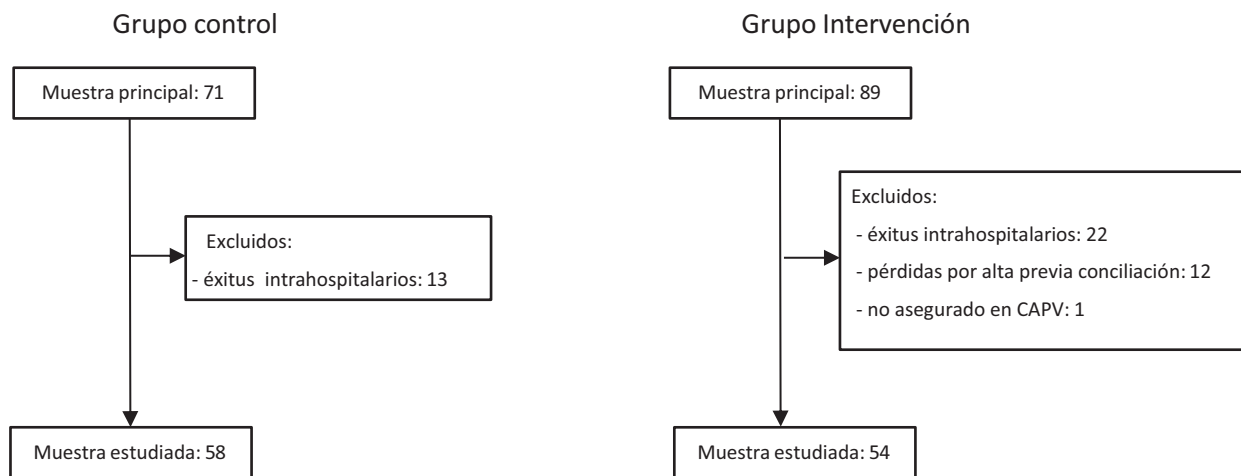 Grupo control
Muestra principal: 71
Excluidos:
- éxitus intrahospitalarios: 13
Muestra estudiada: 58
Grupo Intervención
Muestra principal: 89
Excluidos:
- éxitus intrahospitalarios: 22
- pérdidas por alta previa conciliación: 12
- no asegurado en CAPV: 1
Muestra estudiada: 54